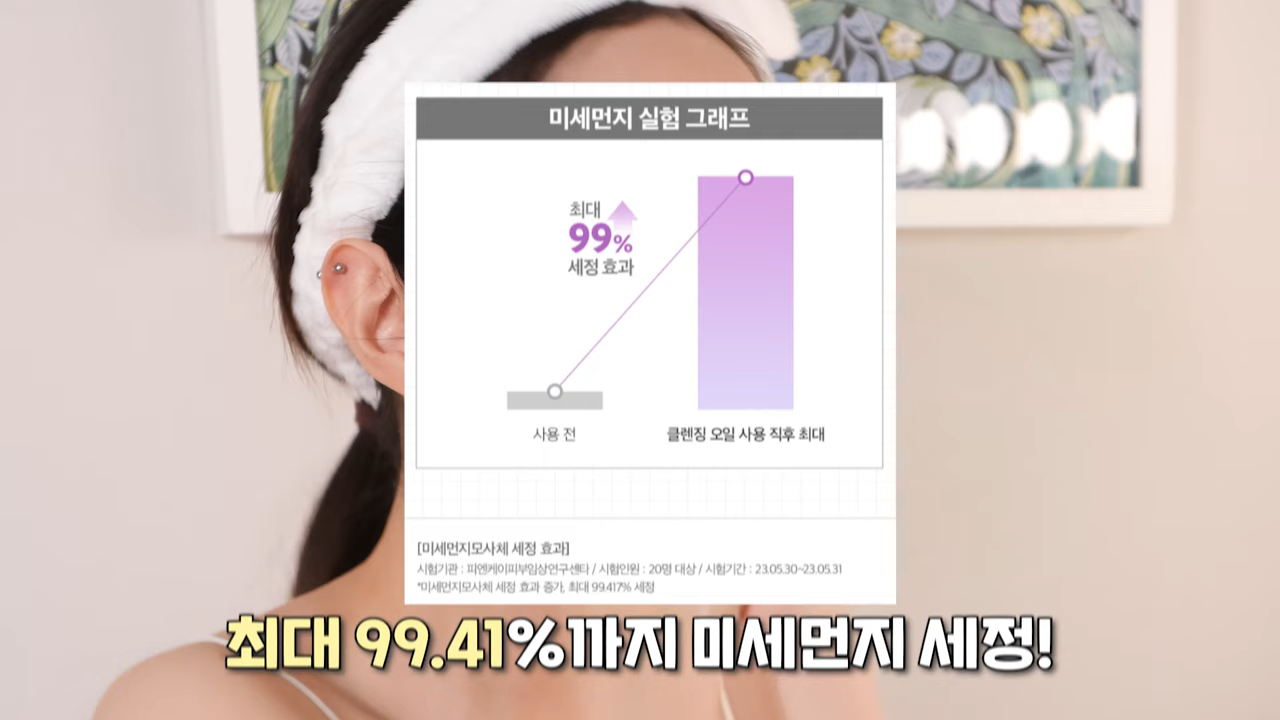 미세먼지 실험 그래프
최대
99%
세정 효과
사용 전
클렌징 오일 사용 직후 최대
[미세먼지모사체 세정 효과]
시험기관 : 피엔케이피부임상연구센타 / 시험인원 : 20명 대상 / 시험기간 : 23.05.30~23.05.31
*미세먼지모사체 세정 효과 증가, 최대 99.417% 세정
최대 99.41%까지 미세먼지 세정!